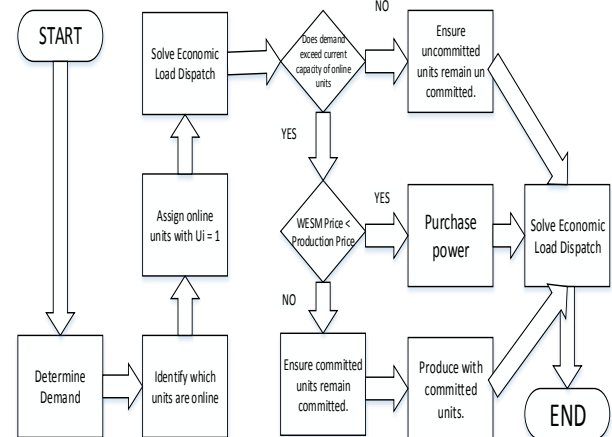 START
Determine
Demand
Identify which
units are online
Assign online
units with Ui = 1
Solve Economic
Load Dispatch
Does demand
exceed current
capacity of online
units
NO
Ensure
uncommitted
units remain un
committed.
YES
WESM Price <
Production Price
YES
Purchase
power
Solve Economic
Load Dispatch
NO
Ensure committed
units remain
committed.
Produce with
committed
units.
END